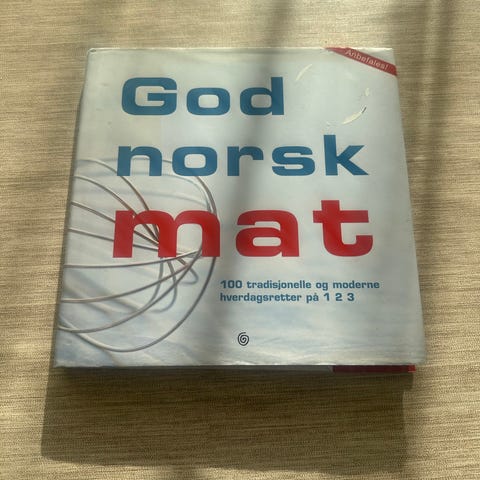 Anbefales!
God
norsk
mat
100 tradisjonelle og moderne
hverdagsretter på 1 2 3